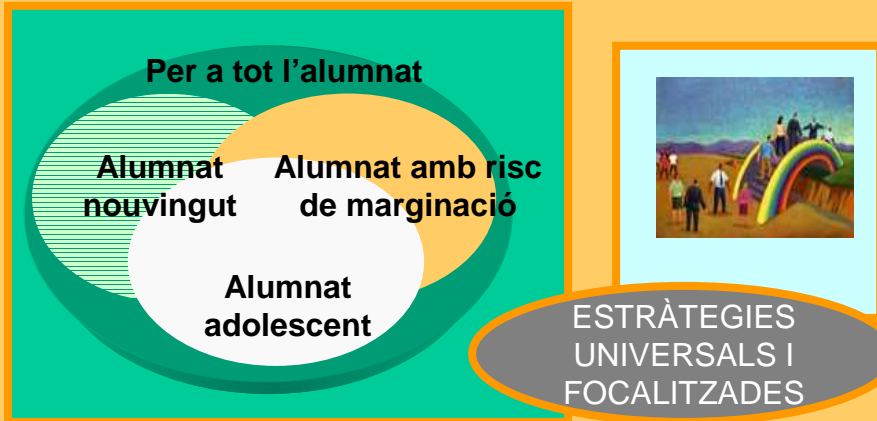 Per a tot l’alumnat
Alumnat
nouvingut
Alumnat amb risc
de marginació
Alumnat
adolescent
ESTRÀTEGIES
UNIVERSALS I
FOCALITZADES